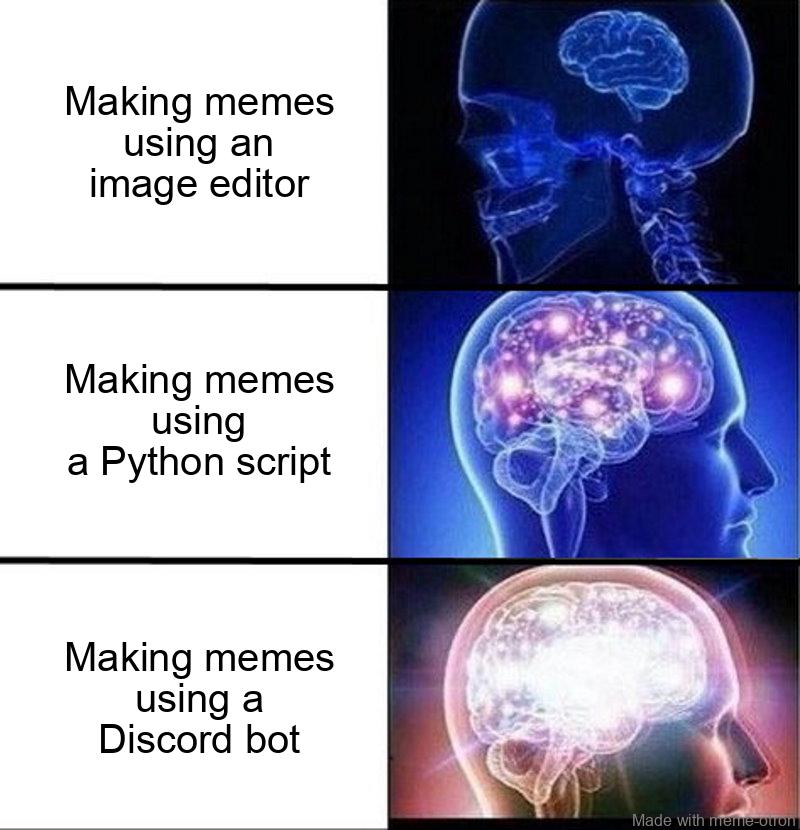 Making memes
using an
image editor
Making memes
using
a Python script
Making memes
using a
Discord bot
Made with meme-otron